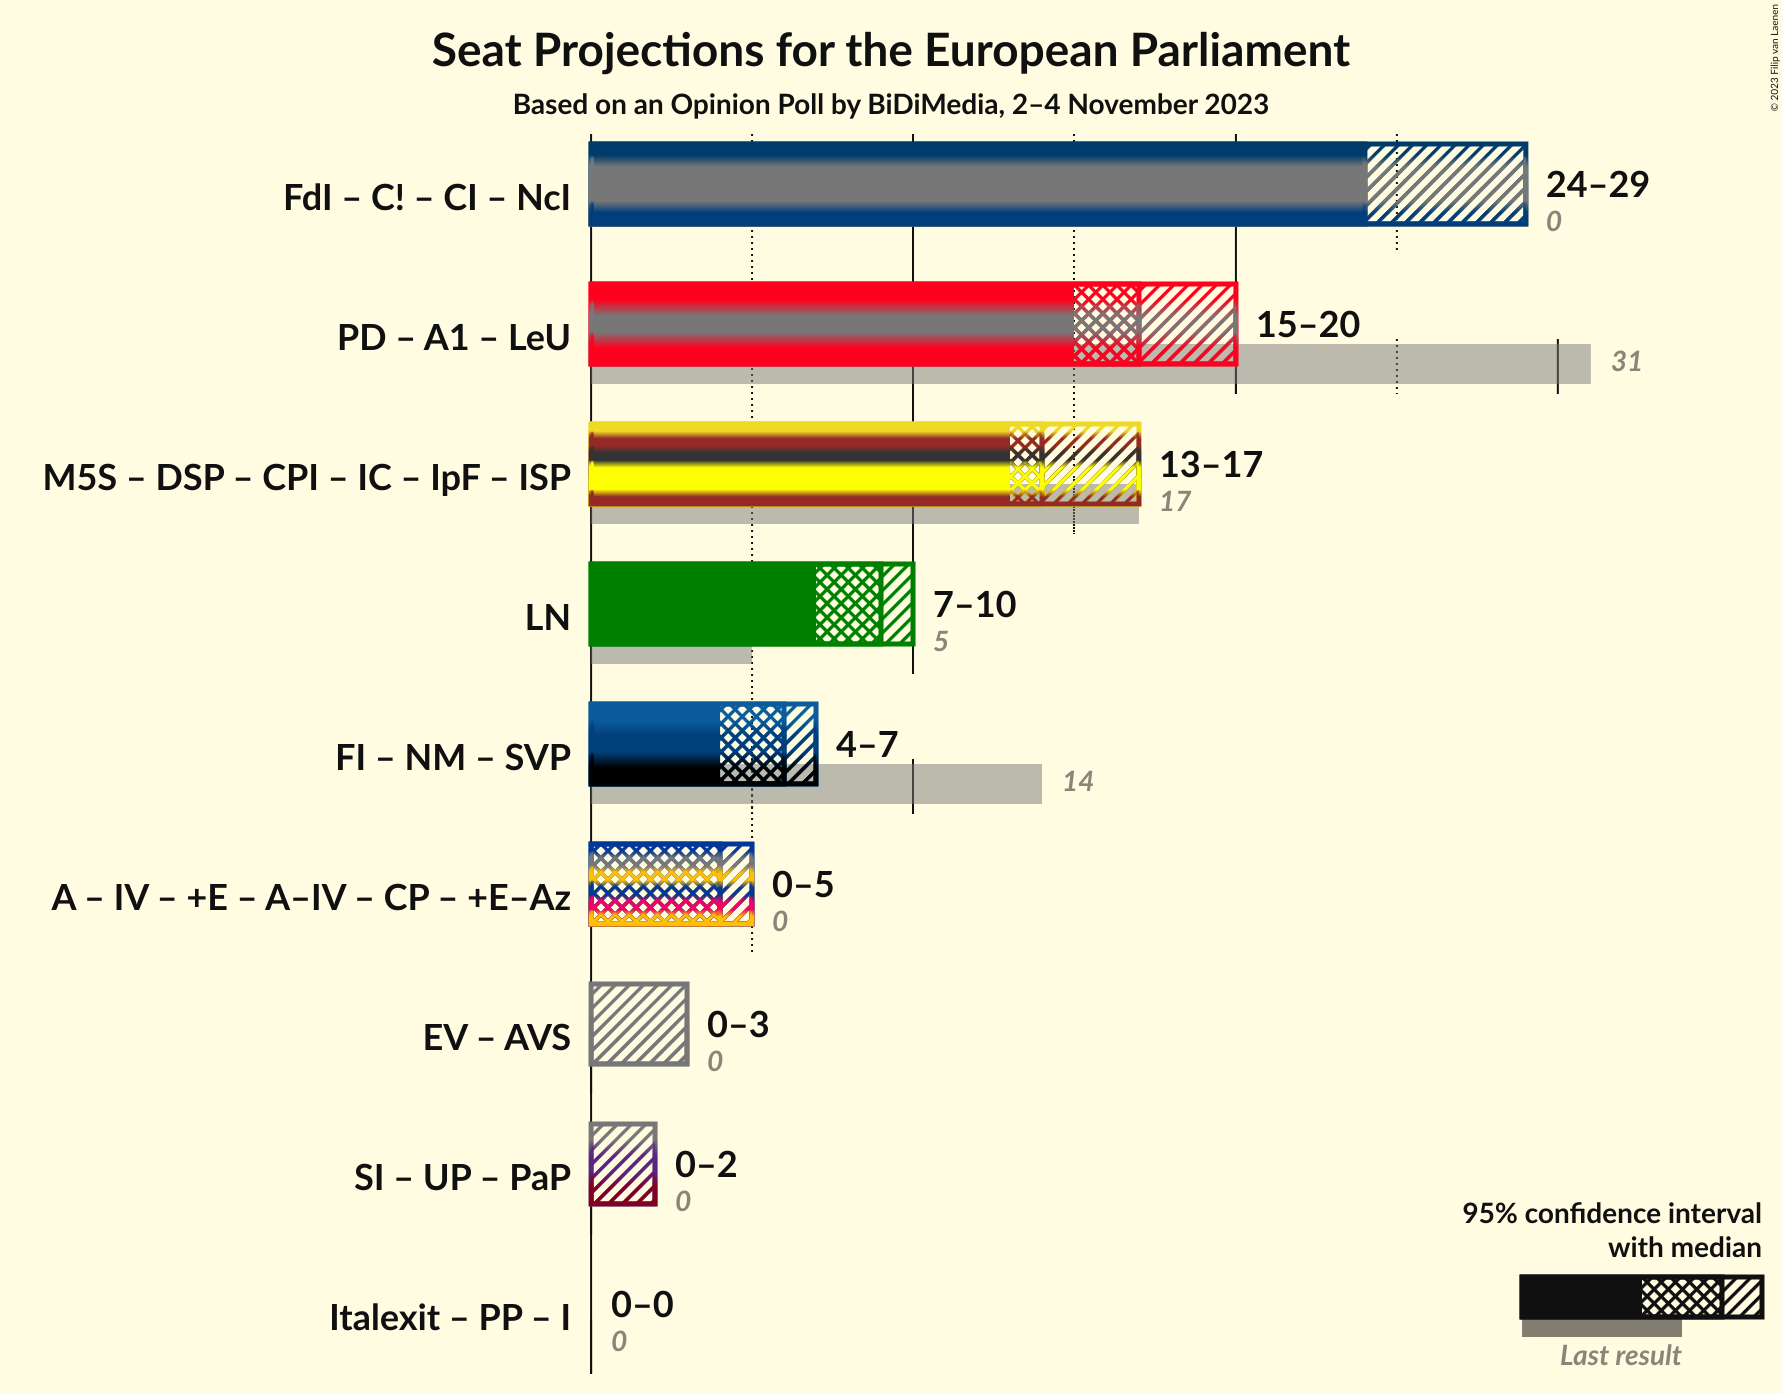 Seat Projections for the European Parliament
Based on an Opinion Poll by BiDiMedia, 2–4 November 2023
© 2023 Filip van Laenen
FdI – C! – CI – NcI
24–29
0
PD – A1 – LeU
15–20
31
M5S – DSP – CPI – IC – IpF – ISP
13–17
17
LN
7–10
5
FI – NM – SVP
4–7
14
A – IV – +E – A–IV – CP – +E–Az
0–5
0
EV – AVS
0–3
0
SI – UP – PaP
0–2
0
Italexit – PP – I
0–0
0
95% confidence interval
with median
Last result